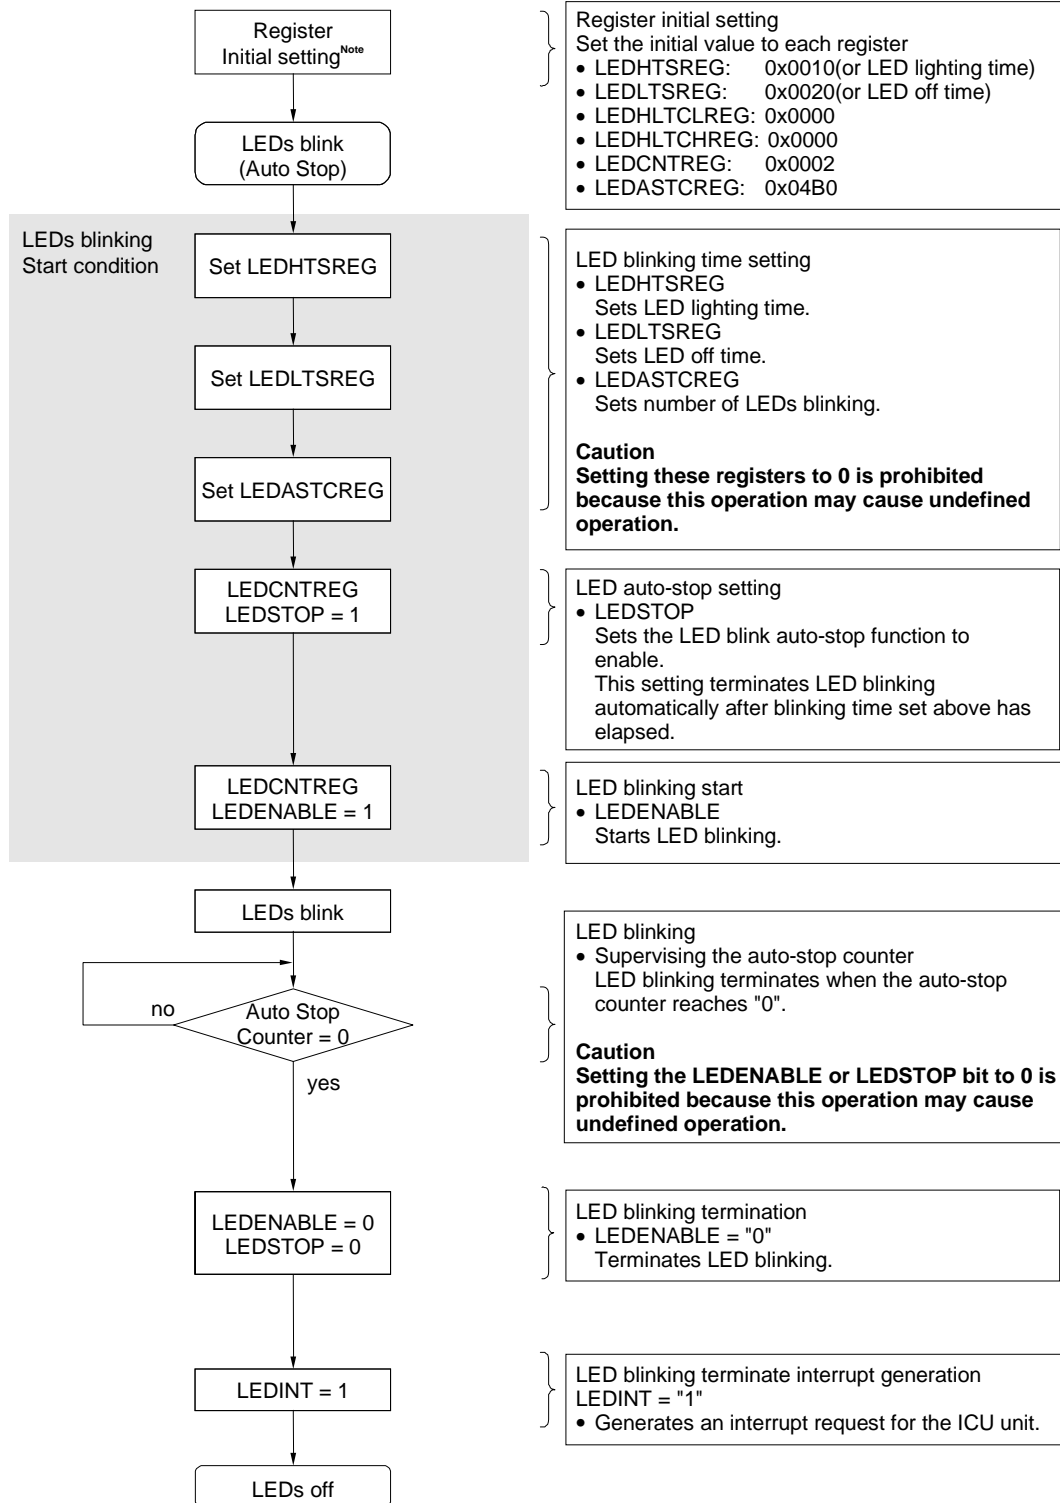 Register
Initial setting Note
Register initial setting
Set the initial value to each register
• LEDHTSREG: 0x0010(or LED lighting time)
• LEDLTSREG: 0x0020(or LED off time)
• LEDHLTCLREG: 0x0000
• LEDHLTCHREG: 0x0000
• LEDCNTREG: 0x0002
• LEDASTCREG: 0x04B0
LEDs blink
(Auto Stop)
LEDs blinking
Start condition
Set LEDHTSREG
Set LEDLTSREG
Set LEDASTCREG
LED blinking time setting
• LEDHTSREG
Sets LED lighting time.
• LEDLTSREG
Sets LED off time.
• LEDASTCREG
Sets number of LEDs blinking.
Caution
Setting these registers to 0 is prohibited
because this operation may cause undefined
operation.
LEDCNTREG
LEDSTOP = 1
LED auto-stop setting
• LEDSTOP
Sets the LED blink auto-stop function to
enable.
This setting terminates LED blinking
automatically after blinking time set above has
elapsed.
LEDCNTREG
LEDENABLE = 1
LED blinking start
• LEDENABLE
Starts LED blinking.
LEDs blink
no
Auto Stop
Counter = 0
yes
LED blinking
• Supervising the auto-stop counter
LED blinking terminates when the auto-stop
counter reaches "0".
Caution
Setting the LEDENABLE or LEDSTOP bit to 0 is
prohibited because this operation may cause
undefined operation.
LEDENABLE = 0
LEDSTOP = 0
LED blinking termination
• LEDENABLE = "0"
Terminates LED blinking.
LEDINT = 1
LED blinking terminate interrupt generation
LEDINT = "1"
• Generates an interrupt request for the ICU unit.
LEDs off